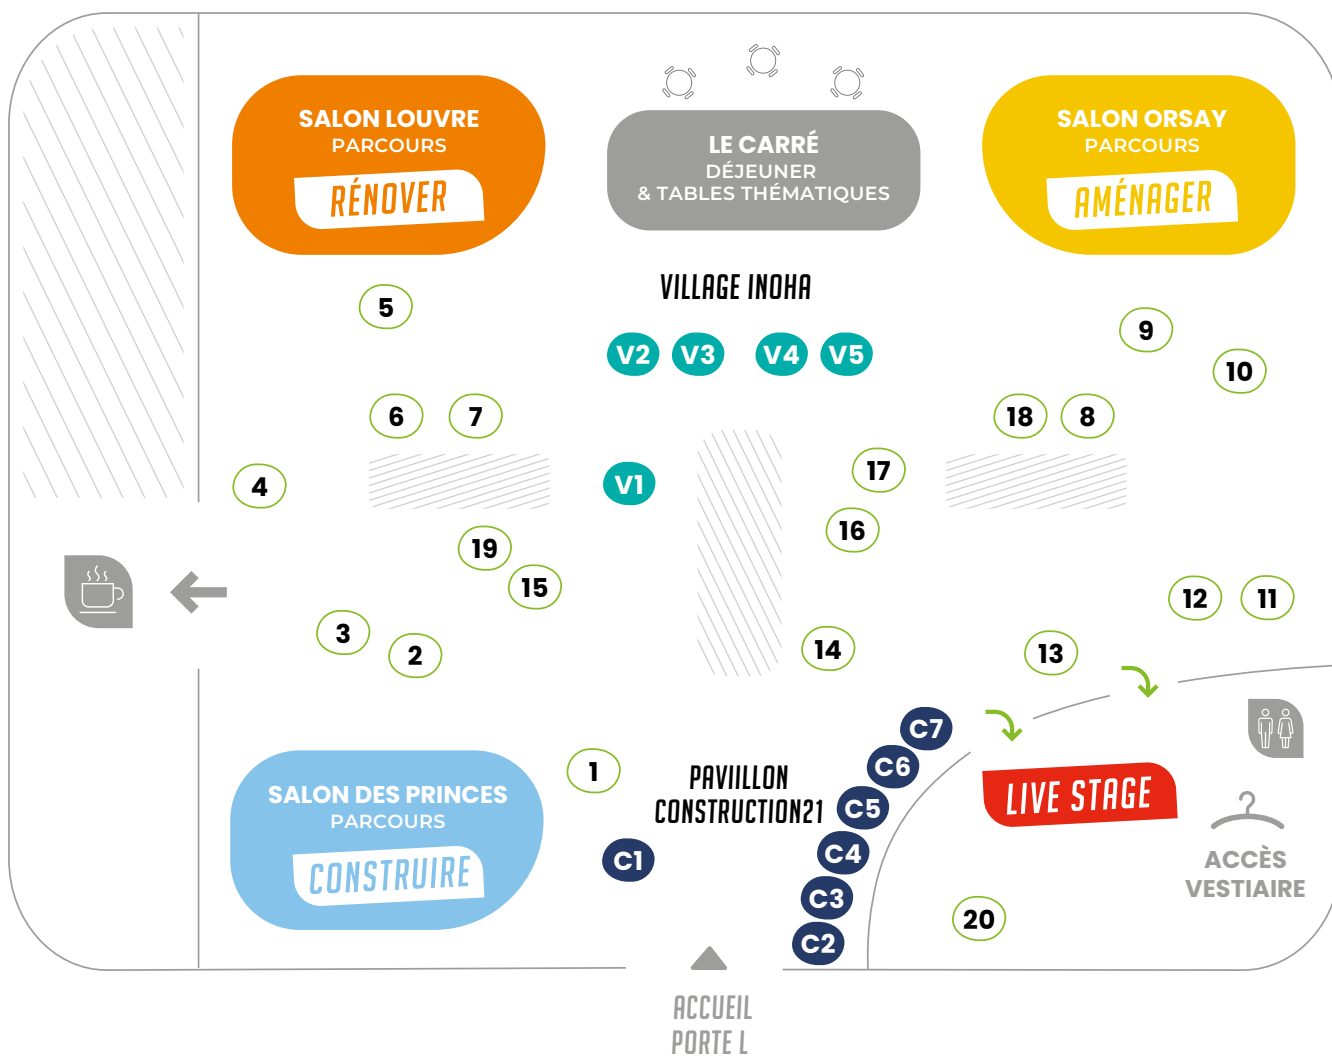 SALON LOUVRE
PARCOURS
RÉNOVER
LE CARRÉ
DÉJEUNER
& TABLES THÉMATIQUES
SALON ORSAY
PARCOURS
AMÉNAGER
VILLAGE INOHA
5
9
V2 V3 V4 V5
10
6 7
18 8
4
V1
17
16
19
15
12 11
3
2
14
13
C7
1
C6
PAVIILLON
CONSTRUCTION21
C5
SALON DES PRINCES
PARCOURS
CONSTRUIRE
LIVE STAGE
C1
C4
C3
C2
ACCÈS
VESTIAIRE
20
ACCUEIL
PORTE L